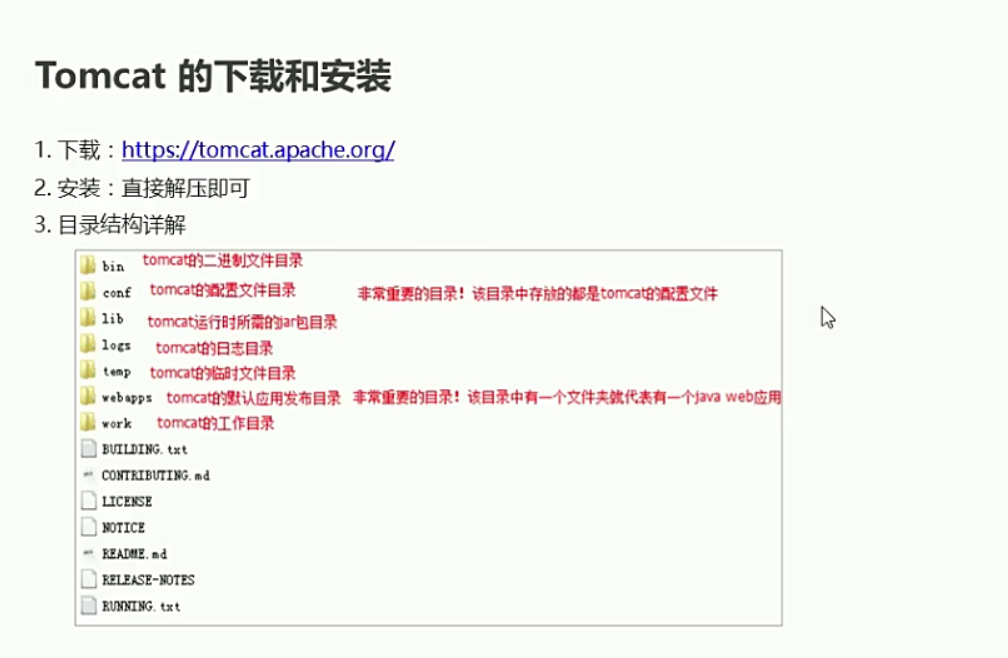 Tomcat 的下载和安装
1. 下载：https://tomcat.apache.org/
2. 安装：直接解压即可
3. 目录结构详解
bin tomcat的二进制文件目录
conf tomcat的配置文件目录 非常重要的目录！该目录中存放的都是tomcat的配置文件
lib tomcat运行时所需的jar包目录
logs tomcat的日志目录
temp tomcat的临时文件目录
webapps tomcat的默认应用发布目录 非常重要的目录！该目录中有一个文件夹就代表有一个java web应用
work tomcat的工作目录
BUILDING.txt
CONTRIBUTING.md
LICENSE
NOTICE
README.md
RELEASE-NOTES
RUNNING.txt